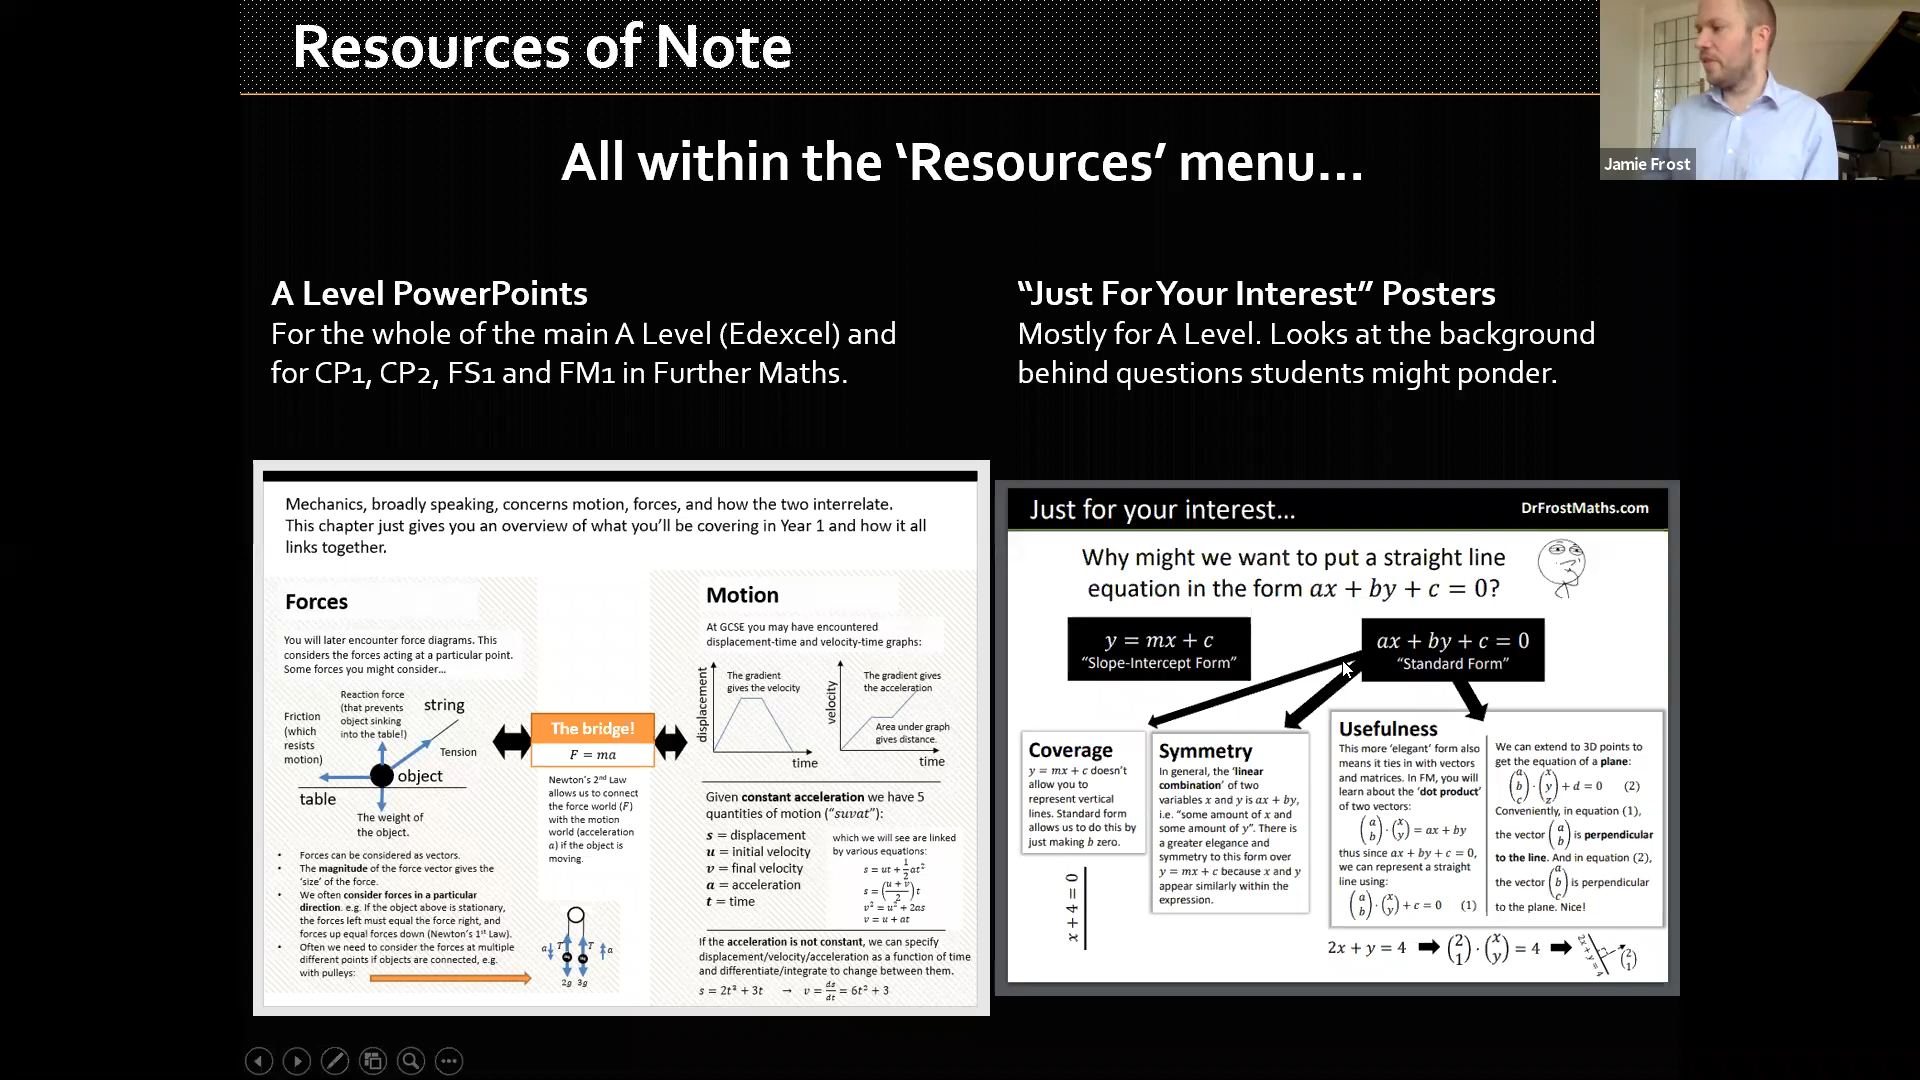 Resources of Note
Jamie Frost
All within the ‘Resources’ menu...
A Level PowerPoints
For the whole of the main A Level (Edexcel) and
for CP1, CP2, FS1 and FM1 in Further Maths.
“Just For Your Interest” Posters
Mostly for A Level. Looks at the background
behind questions students might ponder.
Mechanics, broadly speaking, concerns motion, forces, and how the two interrelate.
This chapter just gives you an overview of what you’ll be covering in Year 1 and how it all
links together.
Forces
You will later encounter force diagrams. This
considers the forces acting at a particular point.
Some forces you might consider...
Reaction force
(that prevents
object sinking
into the table!)
string
Friction
(which
resists
motion)
Tension
object
table
The weight of
the object.
• Forces can be considered as vectors.
• The magnitude of the force vector gives the
‘size’ of the force.
• We often consider forces in a particular
direction. e.g. If the object above is stationary,
the forces left must equal the force right, and
forces up equal forces down (Newton’s 1st Law).
• Often we need to consider the forces at multiple
different points if objects are connected, e.g.
with pulleys:
The bridge!
F = ma
Newton’s 2nd Law
allows us to connect
the force world (F)
with the motion
world (acceleration
a) if the object is
moving.
a T T a
2g 3g
Motion
At GCSE you may have encountered
displacement-time and velocity-time graphs:
displacement
The gradient
gives the velocity
time
velocity
The gradient gives
the acceleration
Area under graph
gives distance.
time
Given constant acceleration we have 5
quantities of motion (“suvat”):
s = displacement
u = initial velocity
v = final velocity
a = acceleration
t = time
which we will see are linked
by various equations:
s = ut + 1/2 at²
s = ((u + v)/2) t
v² = u² + 2as
v = u + at
If the acceleration is not constant, we can specify
displacement/velocity/acceleration as a function of time
and differentiate/integrate to change between them.
s = 2t³ + 3t → v = ds/dt = 6t² + 3
Just for your interest...
DrFrostMaths.com
Why might we want to put a straight line
equation in the form ax + by + c = 0?
y = mx + c
“Slope-Intercept Form”
ax + by + c = 0
“Standard Form”
Coverage
y = mx + c doesn’t
allow you to
represent vertical
lines. Standard form
allows us to do this by
just making b zero.
x + 4 = 0
Symmetry
In general, the ‘linear
combination’ of two
variables x and y is ax + by,
i.e. “some amount of x and
some amount of y”. There is
a greater elegance and
symmetry to this form over
y = mx + c because x and y
appear similarly within the
expression.
Usefulness
This more ‘elegant’ form also
means it ties in with vectors
and matrices. In FM, you will
learn about the ‘dot product’
of two vectors:
(a b) · (x y) = ax + by
thus since ax + by + c = 0,
we can represent a straight
line using:
(a b) · (x y) + c = 0 (1)
We can extend to 3D points to
get the equation of a plane:
(a b c) · (x y z) + d = 0 (2)
Conveniently, in equation (1),
the vector (a b) is perpendicular
to the line. And in equation (2),
the vector (a b c) is perpendicular
to the plane. Nice!
2x + y = 4 (2 1) · (x y) = 4 2x + y = 4 (2 1)